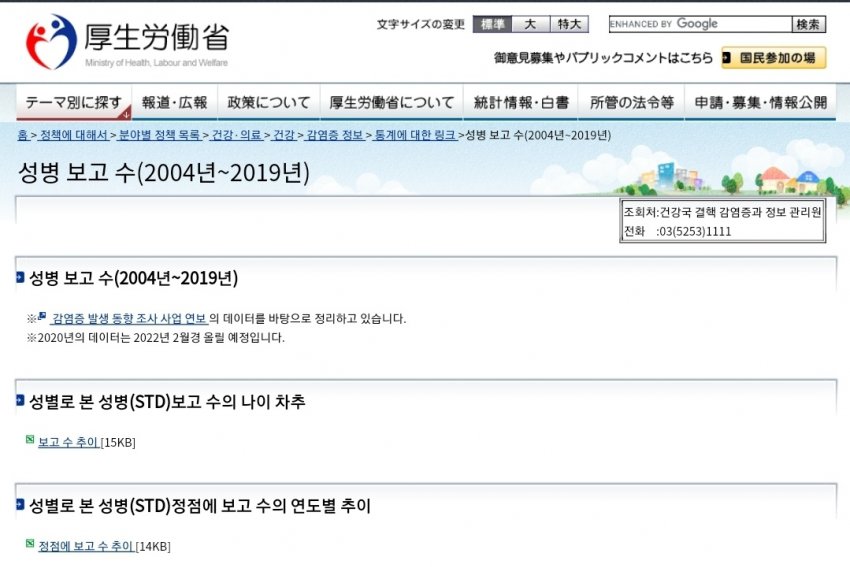 厚生労働省
Ministry of Health, Labour and Welfare
文字サイズの変更 標準 大 特大 ENHANCED BY Google 検索
御意見募集やパブリックコメントはこちら 国民参加の場
テーマ別に探す 報道・広報 政策について 厚生労働省について 統計情報・白書 所管の法令等 申請・募集・情報公開
홈 > 정책에 대해서 > 분야별 정책 목록 > 건강·의료 > 건강 > 감염증 정보 > 통계에 대한 링크 >성병 보고 수(2004년~2019년)
성병 보고 수(2004년~2019년)
조회처:건강국 결핵 감염증과 정보 관리원
전화 :03(5253)1111
성병 보고 수(2004년~2019년)
※ 감염증 발생 동향 조사 사업 연보 의 데이터를 바탕으로 정리하고 있습니다.
※2020년의 데이터는 2022년 2월경 올릴 예정입니다.
성별로 본 성병(STD)보고 수의 나이 차추
보고 수 추이 [15KB]
성별로 본 성병(STD)정점에 보고 수의 연도별 추이
정점에 보고 수 추이 [14KB]